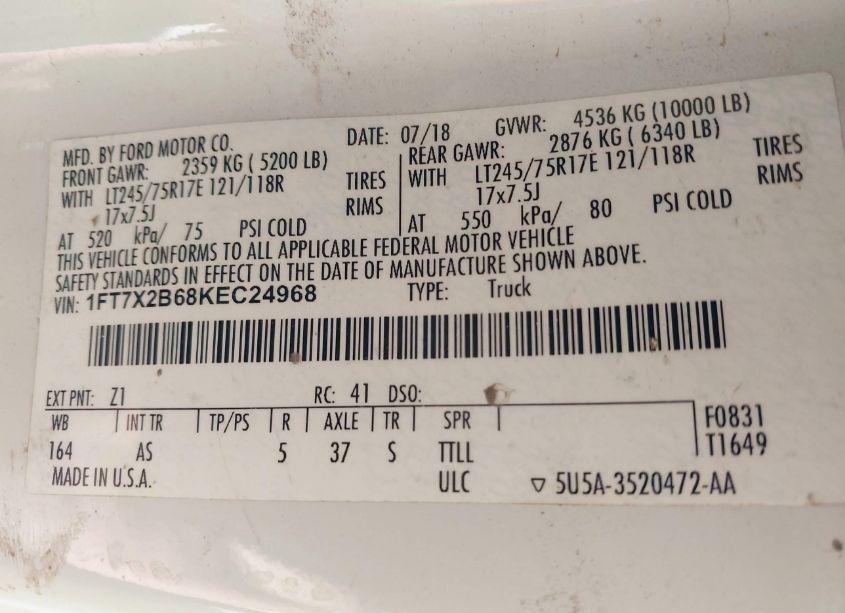 MFD. BY FORD MOTOR CO. DATE: 07/18 GVWR: 4536 KG (10000 LB)
FRONT GAWR: 2359 KG ( 5200 LB) REAR GAWR: 2876 KG ( 6340 LB)
WITH LT245/75R17E 121/118R TIRES WITH LT245/75R17E 121/118R TIRES
17x7.5J RIMS 17x7.5J RIMS
AT 520 kPa/ 75 PSI COLD AT 550 kPa/ 80 PSI COLD
THIS VEHICLE CONFORMS TO ALL APPLICABLE FEDERAL MOTOR VEHICLE
SAFETY STANDARDS IN EFFECT ON THE DATE OF MANUFACTURE SHOWN ABOVE.
VIN: 1FT7X2B68KEC24968 TYPE: Truck
EXT PNT: Z1 RC: 41 DSO:
WB INT TR TP/PS R AXLE TR SPR F0831
164 AS 5 37 S TTLL T1649
MADE IN U.S.A. ULC 5U5A-3520472-AA